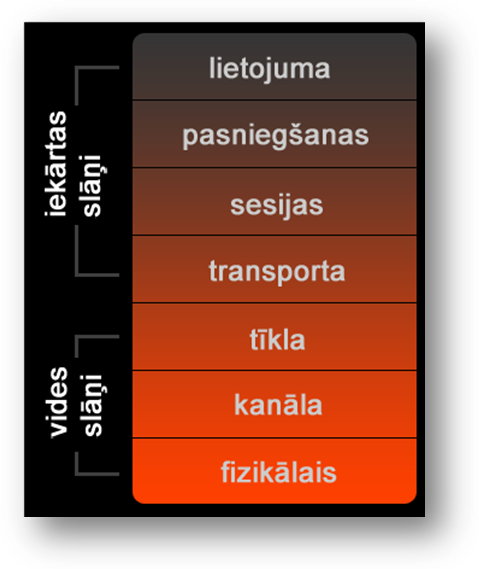 iekārtas
slāņi
lietojuma
pasniegšanas
sesijas
transporta
vides
slāņi
tīkla
kanāla
fizikālais